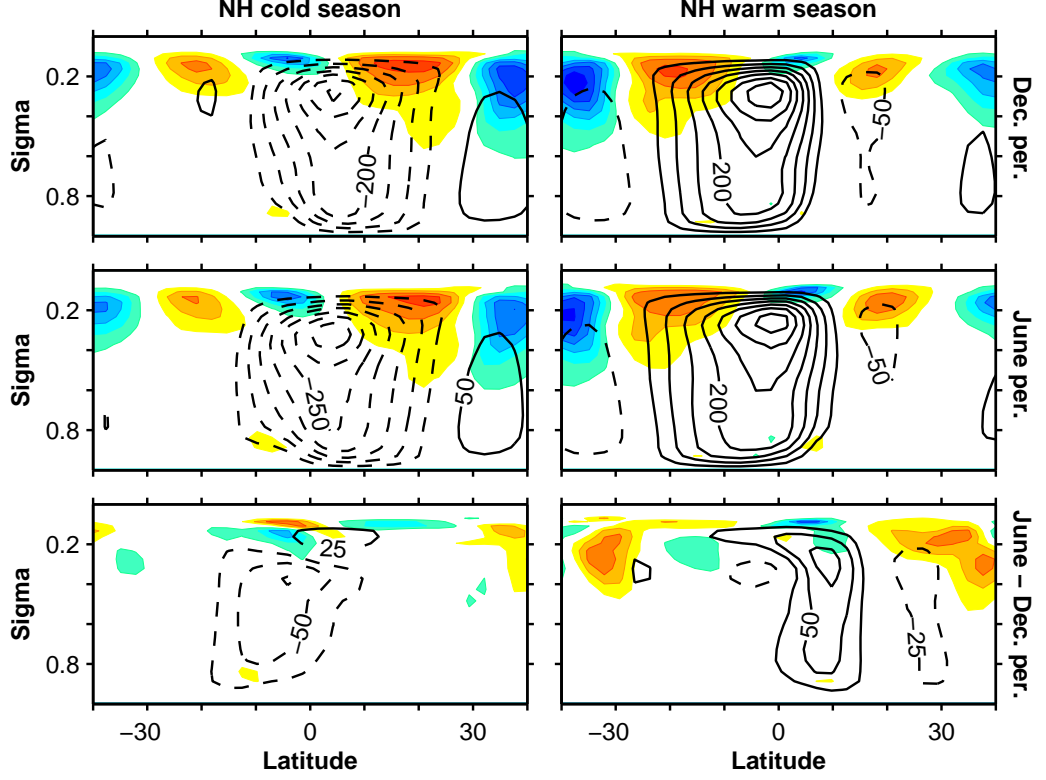 NH cold season NH warm season
0.2
0.8
Sigma
−200
200
−50
Dec. per.
0.2
0.8
Sigma
−250
50
200
−50
June per.
0.2
0.8
Sigma
25
−50
50
−25
June − Dec. per.
−30 0 30 −30 0 30
Latitude Latitude